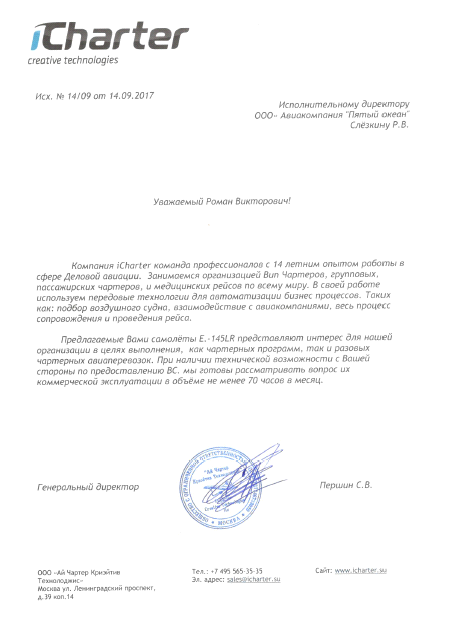 iCharter
creative technologies
Исх. № 14/09 от 14.09.2017
Исполнительному директору
ООО« Авиакомпания "Пятый океан"
Слёзкину Р.В.
Уважаемый Роман Викторович!
Компания iCharter команда профессионалов с 14 летним опытом работы в
сфере Деловой авиации. Занимаемся организацией Вип Чартеров, групповых,
пассажирских чартеров, и медицинских рейсов по всему миру. В своей работе
используем передовые технологии для автоматизации бизнес процессов. Таких
как: подбор воздушного судна, взаимодействие с авиакомпаниями, весь процесс
сопровождения и проведения рейса.
Предлагаемые Вами самолёты E.-145LR представляют интерес для нашей
организации в целях выполнения, как чартерных программ, так и разовых
чартерных авиаперевозок. При наличии технической возможности с Вашей
стороны по предоставлению ВС. мы готовы рассматривать вопрос их
коммерческой эксплуатации в объёме не менее 70 часов в месяц.
Генеральный директор
"Ай Чартер
МОСКВА
Першин С.В.
ООО «Ай Чартер Криэйтив
Технолоджис»
Москва ул. Ленинградский проспект,
д.39 коп.14
Тел.: +7 495 565-35-35
Эл. адрес: sales@icharter.su
Сайт: www.icharter.su